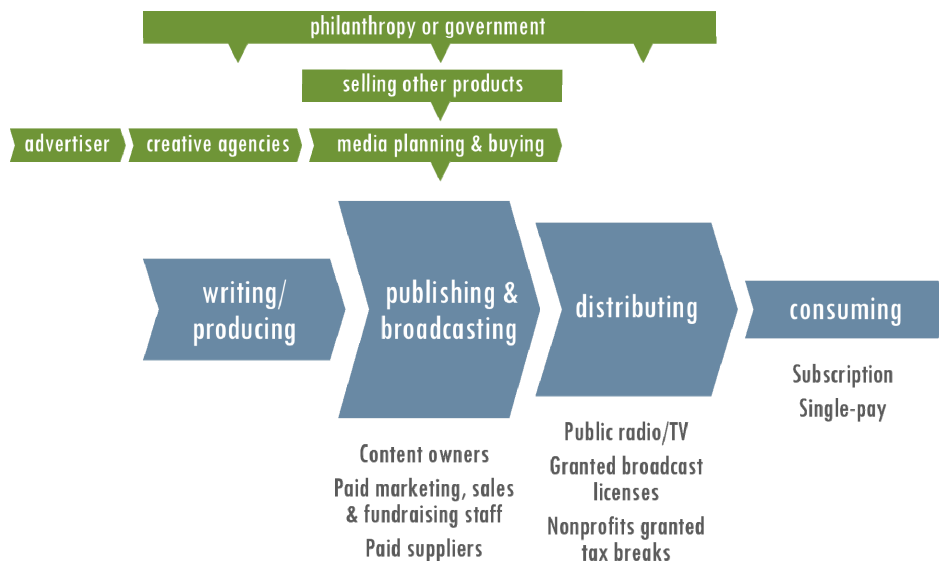 philanthropy or government
selling other products
advertiser
creative agencies
media planning & buying
writing/
producing
publishing &
broadcasting
distributing
consuming
Content owners
Paid marketing, sales
& fundraising staff
Paid suppliers
Public radio/TV
Granted broadcast
licenses
Nonprofits granted
tax breaks
Subscription
Single-pay